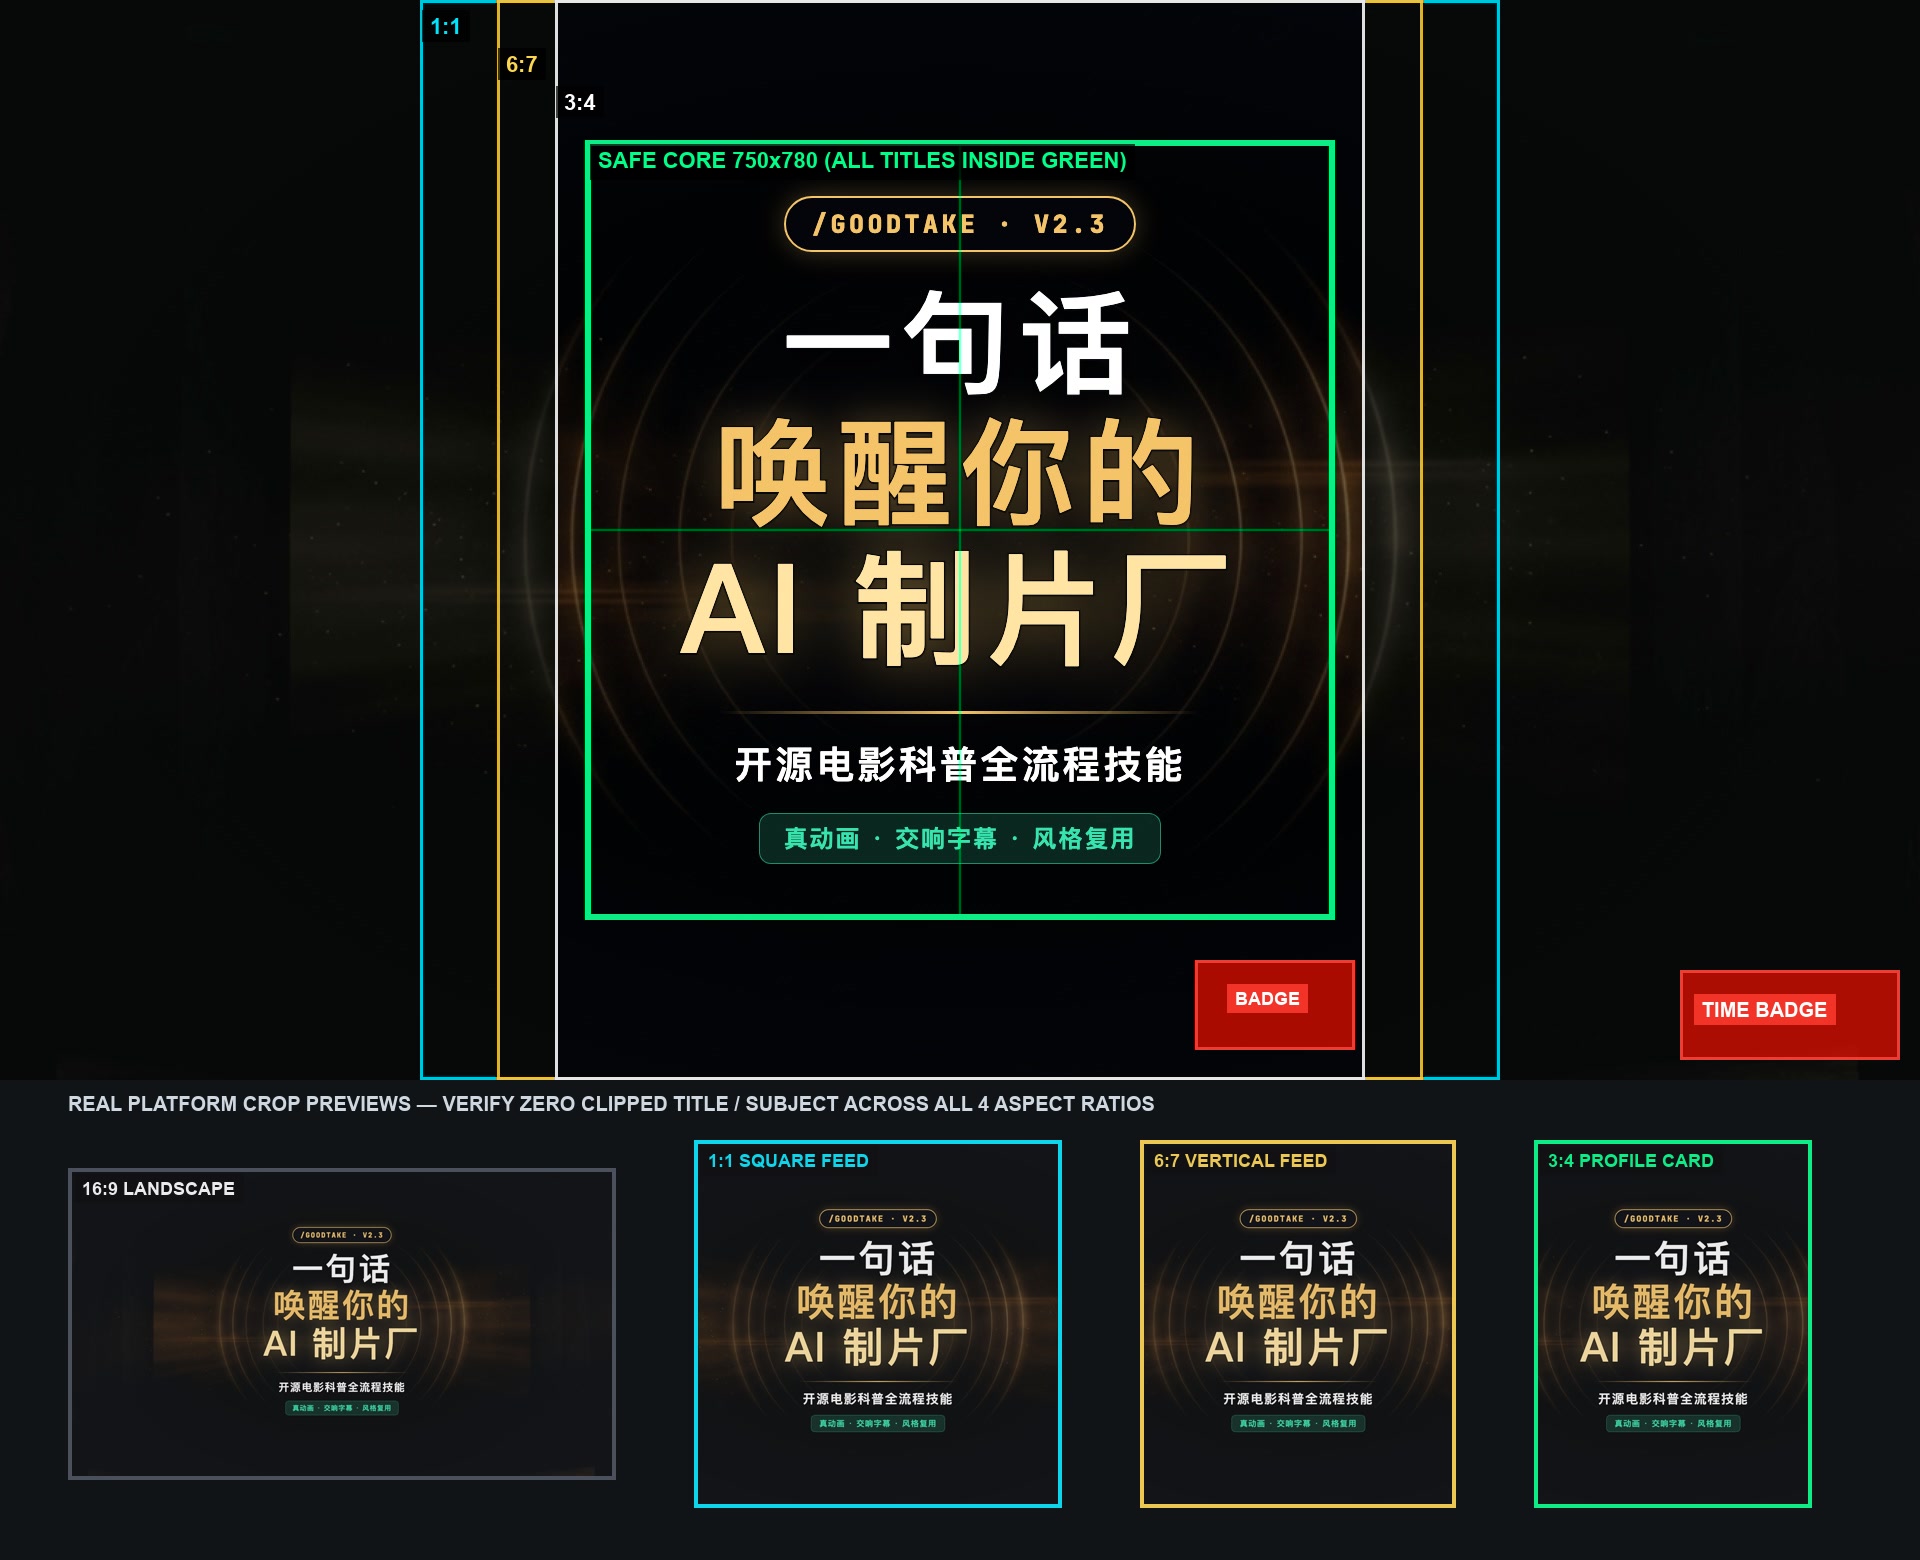 1:1
6:7
3:4
SAFE CORE 750x780 (ALL TITLES INSIDE GREEN)
/GOODTAKE · V2.3
一句话
唤醒你的
AI 制片厂
开源电影科普全流程技能
真动画 · 交响字幕 · 风格复用
BADGE
TIME BADGE
REAL PLATFORM CROP PREVIEWS — VERIFY ZERO CLIPPED TITLE / SUBJECT ACROSS ALL 4 ASPECT RATIOS
16:9 LANDSCAPE
/GOODTAKE · V2.3
一句话
唤醒你的
AI 制片厂
开源电影科普全流程技能
真动画 · 交响字幕 · 风格复用
1:1 SQUARE FEED
/GOODTAKE · V2.3
一句话
唤醒你的
AI 制片厂
开源电影科普全流程技能
真动画 · 交响字幕 · 风格复用
6:7 VERTICAL FEED
/GOODTAKE · V2.3
一句话
唤醒你的
AI 制片厂
开源电影科普全流程技能
真动画 · 交响字幕 · 风格复用
3:4 PROFILE CARD
/GOODTAKE · V2.3
一句话
唤醒你的
AI 制片厂
开源电影科普全流程技能
真动画 · 交响字幕 · 风格复用